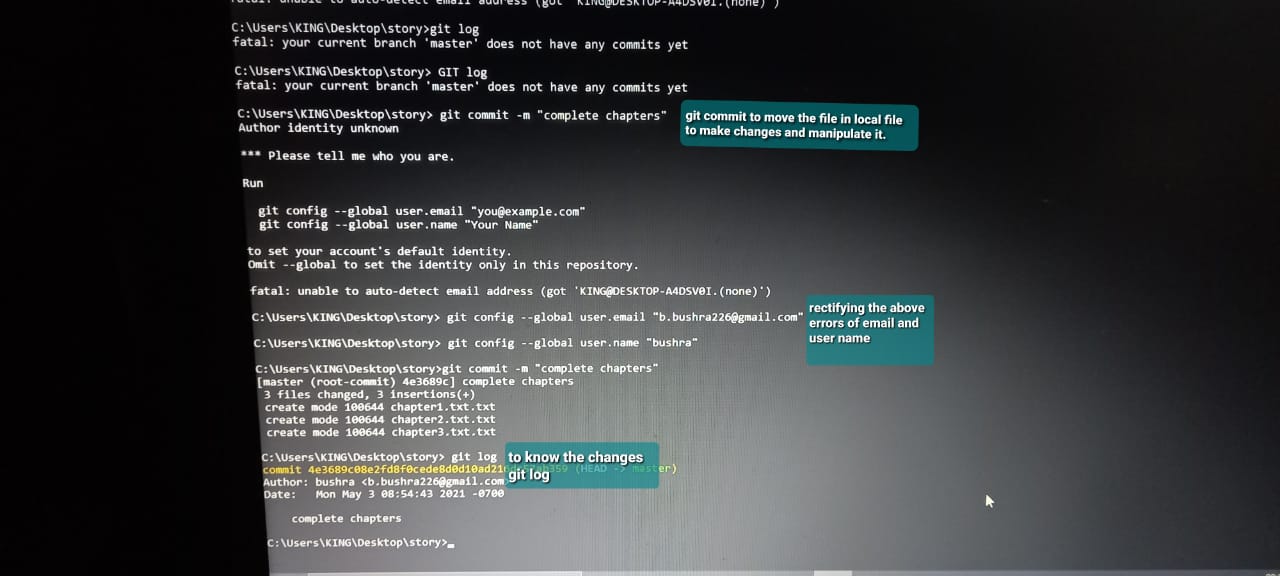 fatal: unable to auto-detect email address (got 'KING@DESKTOP-A4DSV0I.(none)')
C:\Users\KING\Desktop\story>git log
fatal: your current branch 'master' does not have any commits yet
C:\Users\KING\Desktop\story> GIT log
fatal: your current branch 'master' does not have any commits yet
C:\Users\KING\Desktop\story> git commit -m "complete chapters"
git commit to move the file in local file
to make changes and manipulate it.
Author identity unknown
*** Please tell me who you are.
Run
git config --global user.email "you@example.com"
git config --global user.name "Your Name"
to set your account's default identity.
Omit --global to set the identity only in this repository.
fatal: unable to auto-detect email address (got 'KING@DESKTOP-A4DSV0I.(none)')
C:\Users\KING\Desktop\story> git config --global user.email "b.bushra226@gmail.com"
rectifying the above
errors of email and
user name
C:\Users\KING\Desktop\story> git config --global user.name "bushra"
C:\Users\KING\Desktop\story>git commit -m "complete chapters"
[master (root-commit) 4e3689c] complete chapters
3 files changed, 3 insertions(+)
create mode 100644 chapter1.txt.txt
create mode 100644 chapter2.txt.txt
create mode 100644 chapter3.txt.txt
C:\Users\KING\Desktop\story> git log
to know the changes
git log
commit (HEAD -> master)
Author: bushra <b.bushra226@gmail.com
Date: Mon May 3 08:54:43 2021 -0700
complete chapters
C:\Users\KING\Desktop\story>